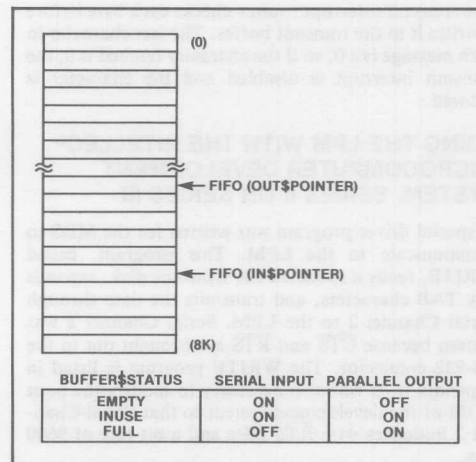 (0)
FIFO (OUT$POINTER)
FIFO (IN$POINTER)
(8K)
BUFFER$STATUS SERIAL INPUT PARALLEL OUTPUT
EMPTY ON OFF
INUSE ON ON
FULL OFF ON